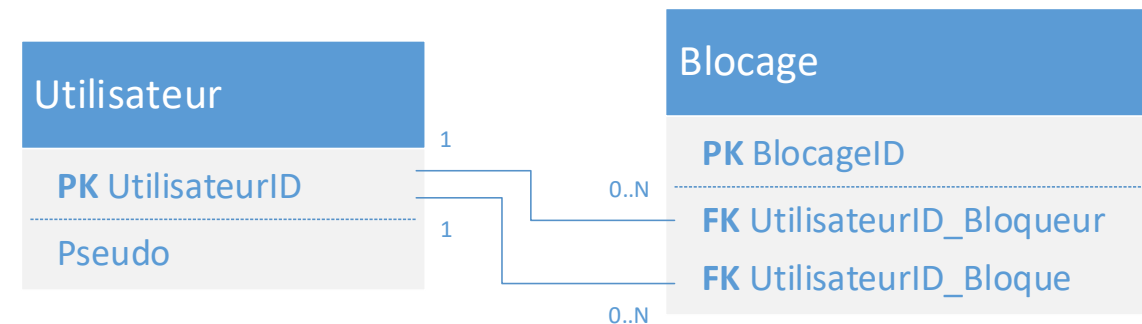 Utilisateur
PK UtilisateurID
Pseudo
1
1
0..N
0..N
Blocage
PK BlocageID
FK UtilisateurID_Bloqueur
FK UtilisateurID_Bloque